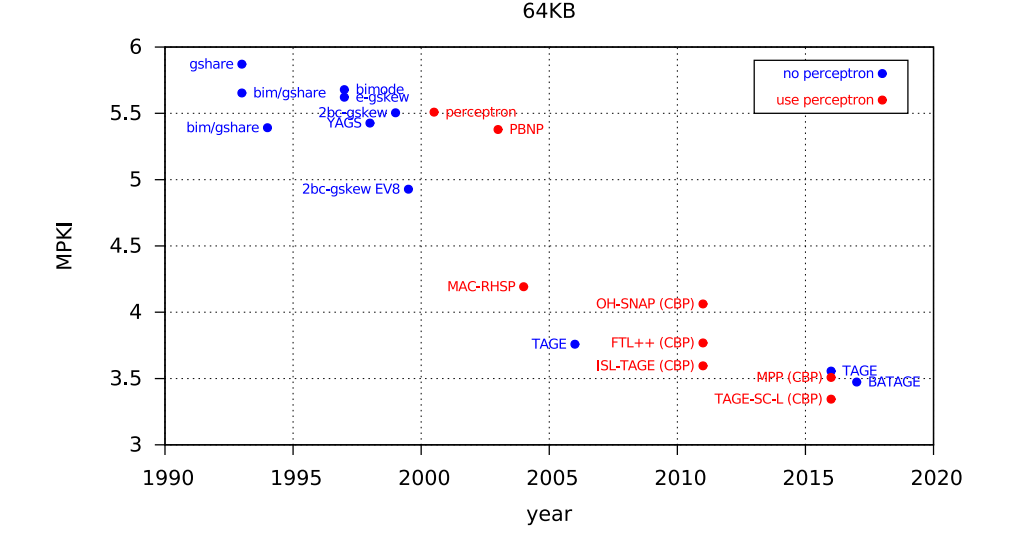 64KB
6
5.5
5
4.5
4
3.5
3
MPKI
gshare
bim/gshare
bimode
e-gskew
2bc-gskew
YAGS
bim/gshare
perceptron
PBNP
2bc-gskew EV8
MAC-RHSP
OH-SNAP (CBP)
TAGE
FTL++ (CBP)
ISL-TAGE (CBP)
TAGE
MPP (CBP)
BATAGE
TAGE-SC-L (CBP)
no perceptron
use perceptron
1990
1995
2000
2005
2010
2015
2020
year